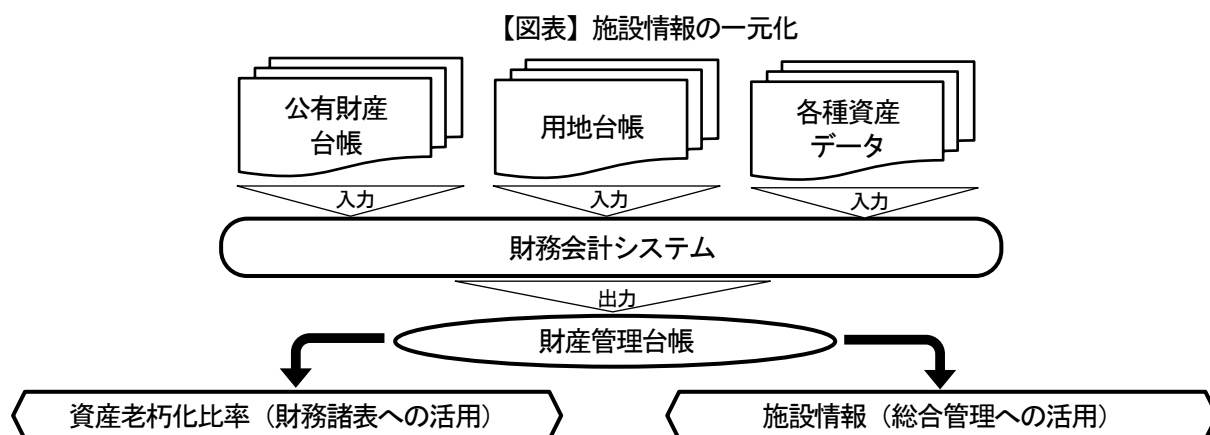 【図表】施設情報の一元化
公有財産
台帳
用地台帳
各種資産
データ
入力
入力
入力
財務会計システム
出力
財産管理台帳
資産老朽化比率（財務諸表への活用）
施設情報（総合管理への活用）